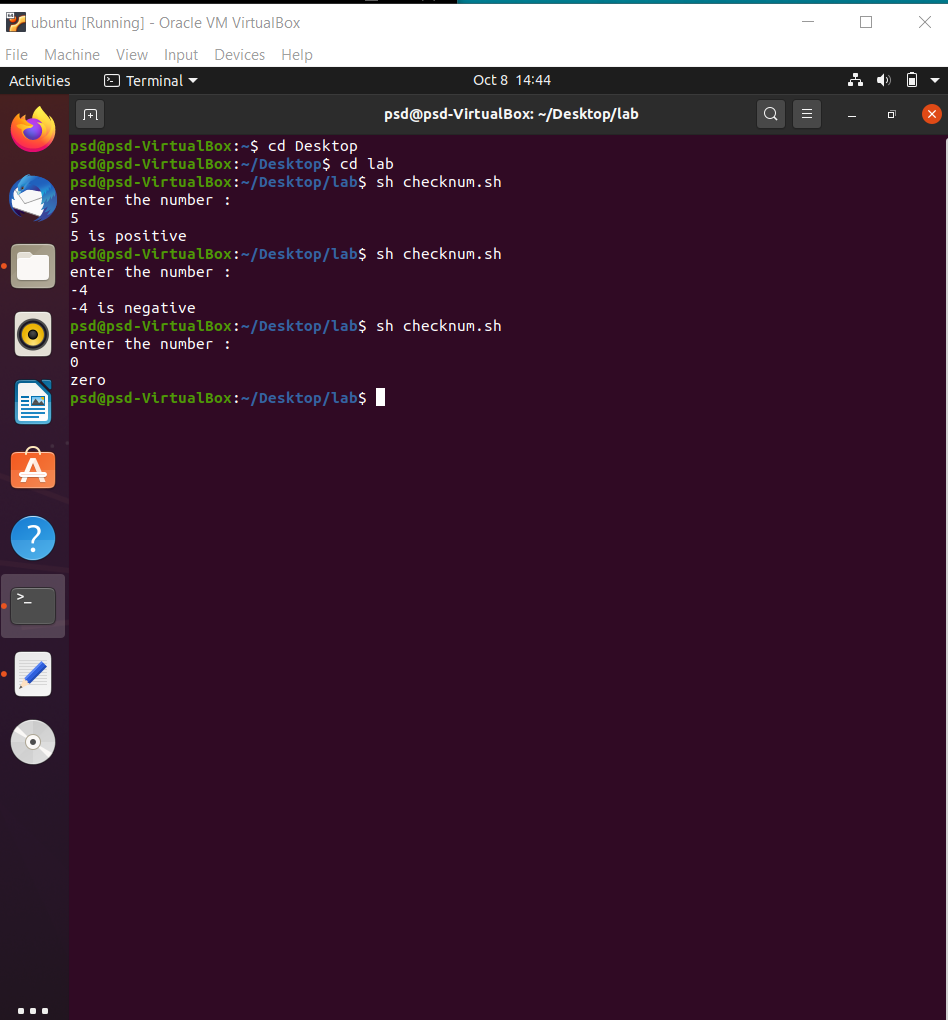 ubuntu [Running] - Oracle VM VirtualBox
File Machine View Input Devices Help
Activities Terminal Oct 8 14:44
psd@psd-VirtualBox: ~/Desktop/lab
psd@psd-VirtualBox:~$ cd Desktop
psd@psd-VirtualBox:~/Desktop$ cd lab
psd@psd-VirtualBox:~/Desktop/lab$ sh checknum.sh
enter the number :
5
5 is positive
psd@psd-VirtualBox:~/Desktop/lab$ sh checknum.sh
enter the number :
-4
-4 is negative
psd@psd-VirtualBox:~/Desktop/lab$ sh checknum.sh
enter the number :
0
zero
psd@psd-VirtualBox:~/Desktop/lab$